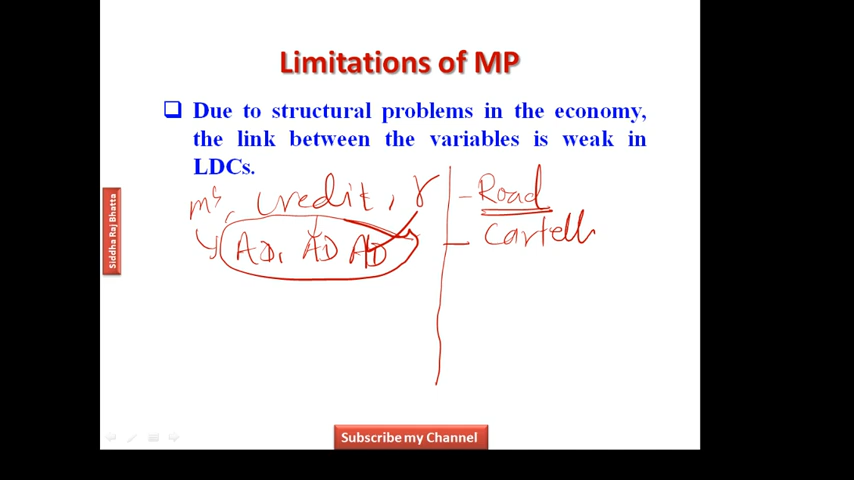 Limitations of MP
Due to structural problems in the economy,
the link between the variables is weak in
LDCs.
mˢ, credit, r
AD, AD AD
- Road
- Cartell
Siddha Raj Bhatta
Subscribe my Channel